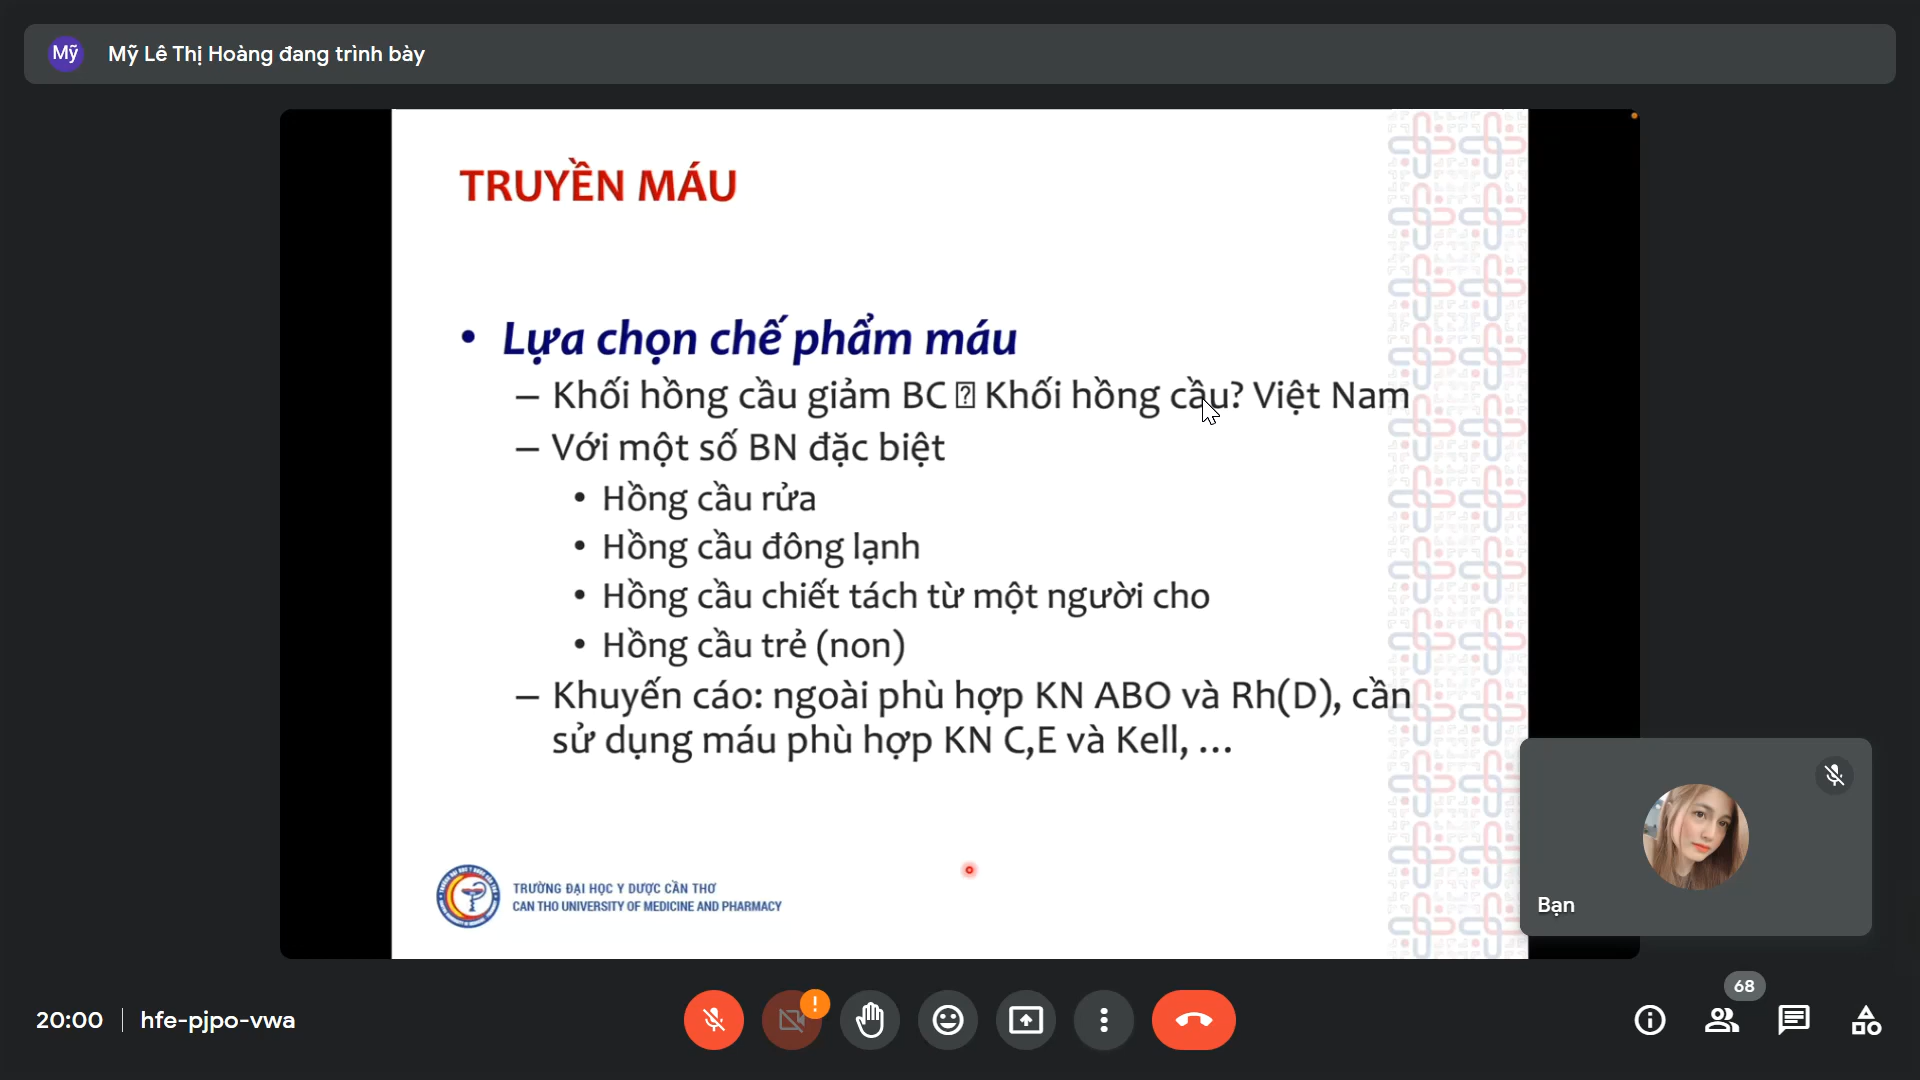 Mỹ
Mỹ Lê Thị Hoàng đang trình bày
TRUYỀN MÁU
• Lựa chọn chế phẩm máu
– Khối hồng cầu giảm BC  Khối hồng cầu? Việt Nam
– Với một số BN đặc biệt
• Hồng cầu rửa
• Hồng cầu đông lạnh
• Hồng cầu chiết tách từ một người cho
• Hồng cầu trẻ (non)
– Khuyến cáo: ngoài phù hợp KN ABO và Rh(D), cần
sử dụng máu phù hợp KN C,E và Kell, ...
TRƯỜNG ĐẠI HỌC Y DƯỢC CẦN THƠ
CAN THO UNIVERSITY OF MEDICINE AND PHARMACY
Bạn
20:00 | hfe-pjpo-vwa
!
68